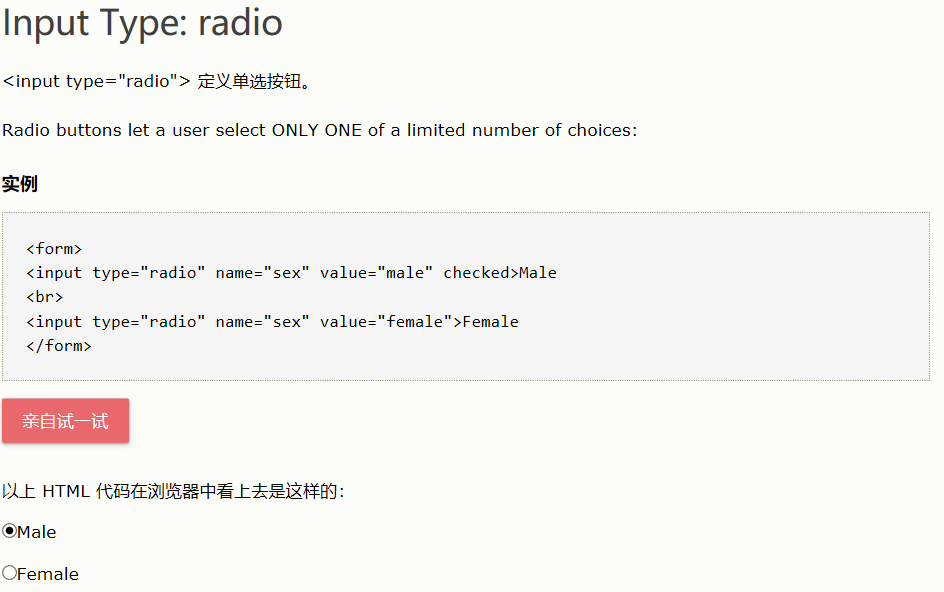 Input Type: radio
<input type="radio"> 定义单选按钮。
Radio buttons let a user select ONLY ONE of a limited number of choices:
实例
<form>
<input type="radio" name="sex" value="male" checked>Male
<br>
<input type="radio" name="sex" value="female">Female
</form>
亲自试一试
以上 HTML 代码在浏览器中看上去是这样的:
Male
Female